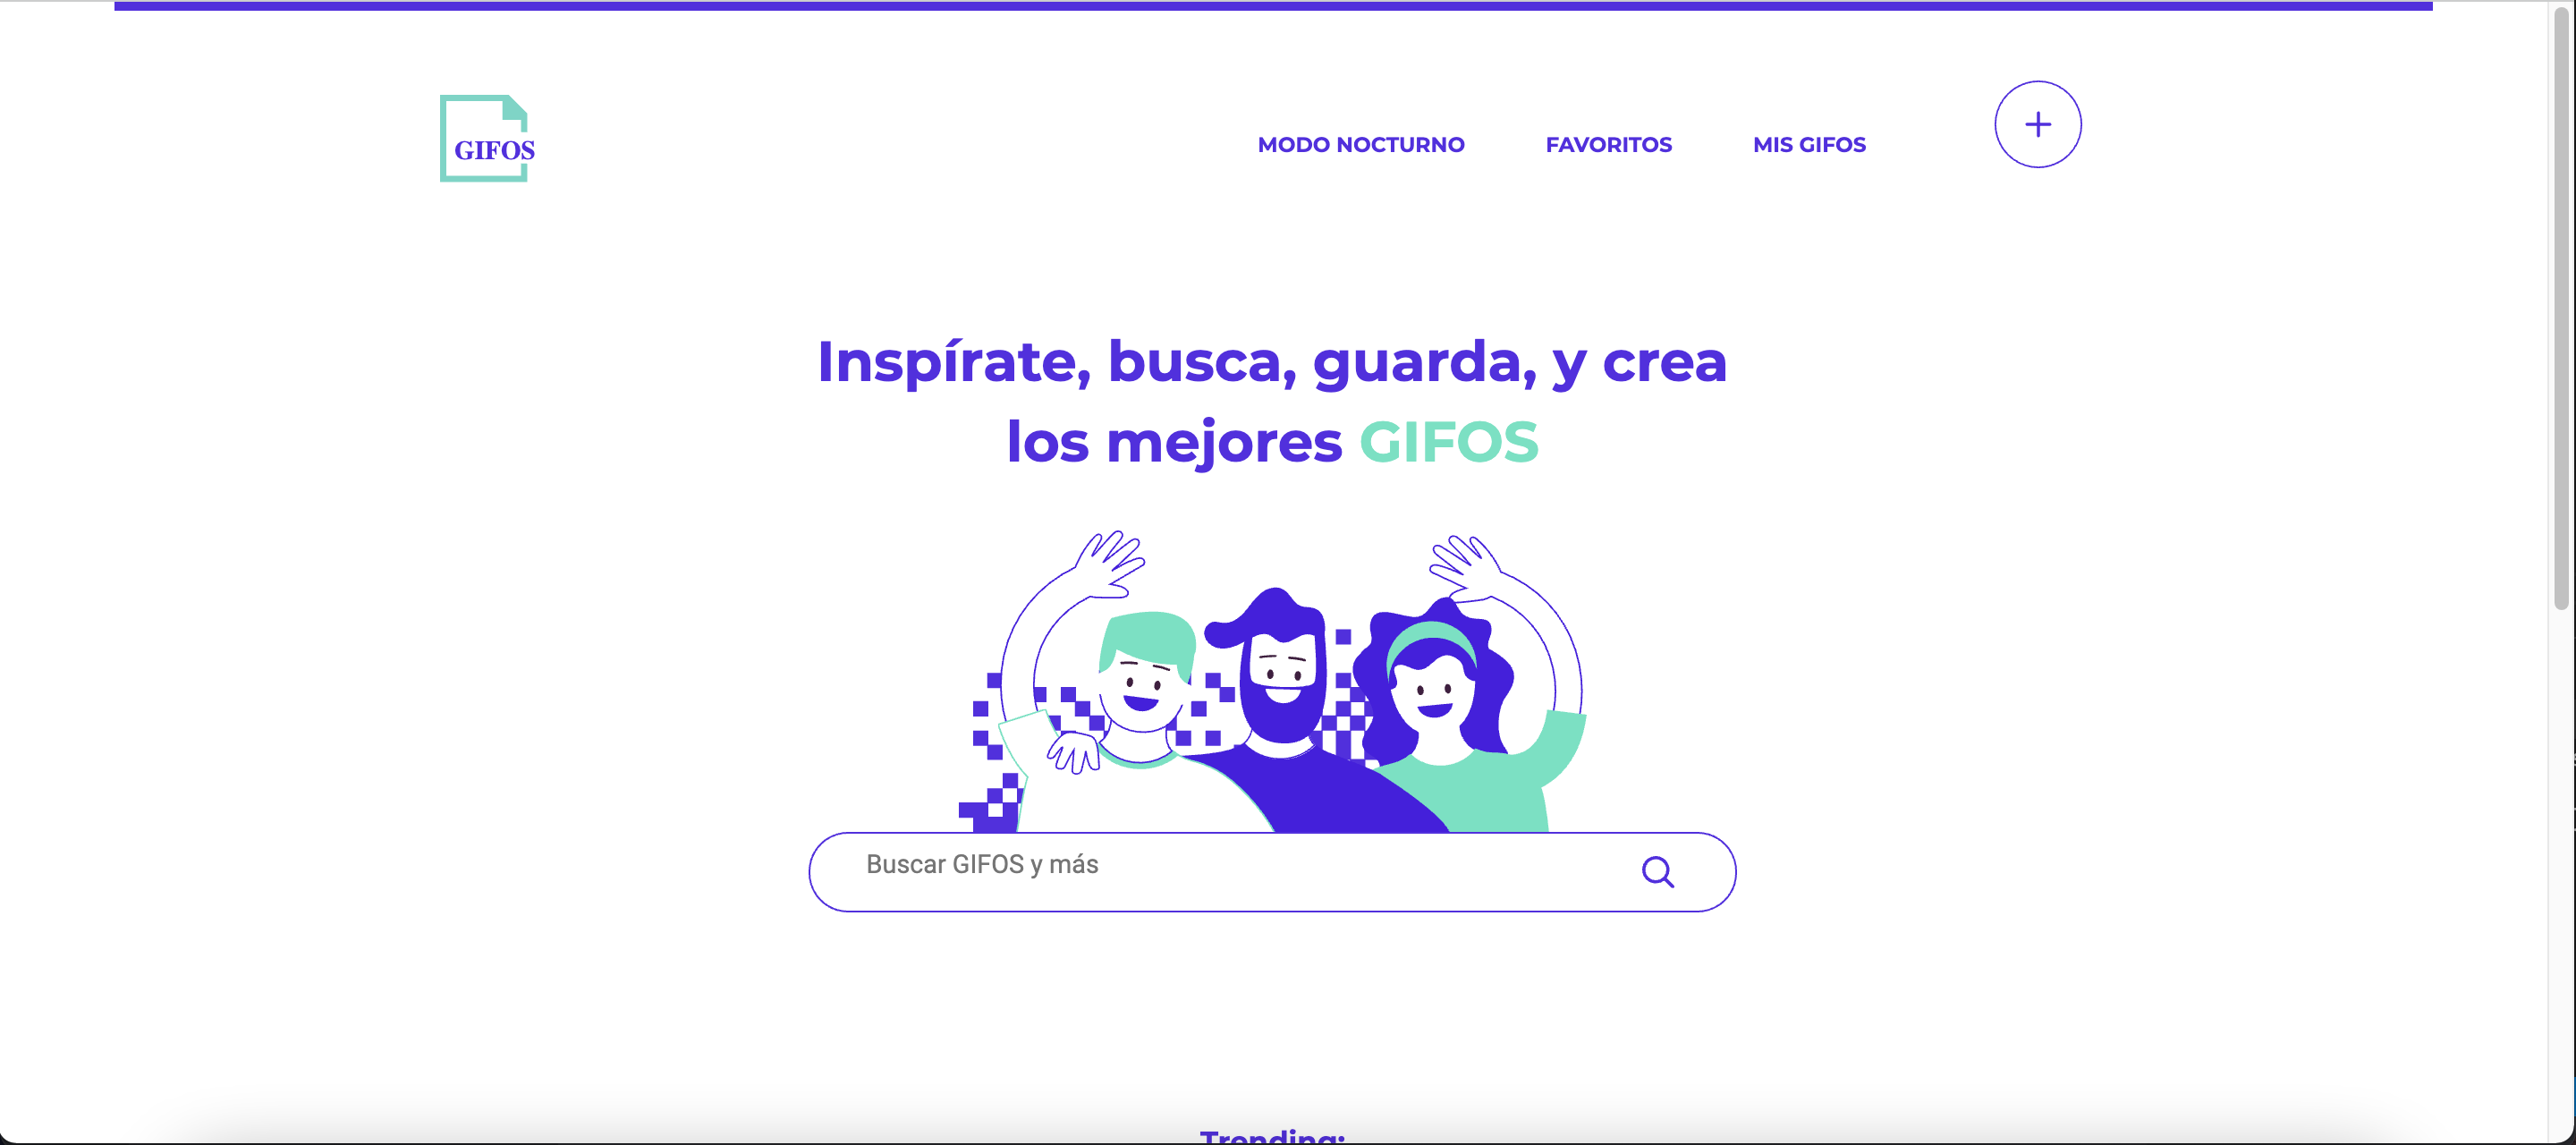 GIFOS
MODO NOCTURNO
FAVORITOS
MIS GIFOS
Inspírate, busca, guarda, y crea
los mejores GIFOS
Buscar GIFOS y más
Trending: